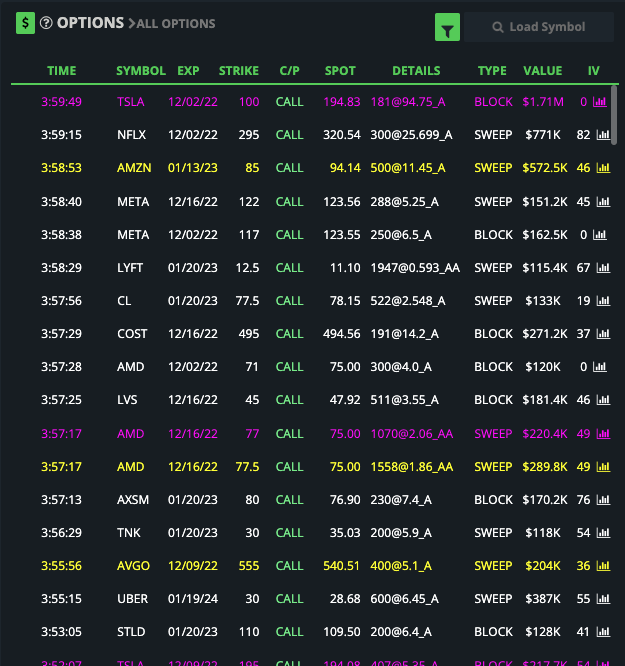 $ ? OPTIONS > ALL OPTIONS
Load Symbol
TIME SYMBOL EXP STRIKE C/P SPOT DETAILS TYPE VALUE IV
3:59:49 TSLA 12/02/22 100 CALL 194.83 181@94.75_A BLOCK $1.71M 0
3:59:15 NFLX 12/02/22 295 CALL 320.54 300@25.699_A SWEEP $771K 82
3:58:53 AMZN 01/13/23 85 CALL 94.14 500@11.45_A SWEEP $572.5K 46
3:58:40 META 12/16/22 122 CALL 123.56 288@5.25_A SWEEP $151.2K 45
3:58:38 META 12/02/22 117 CALL 123.55 250@6.5_A BLOCK $162.5K 0
3:58:29 LYFT 01/20/23 12.5 CALL 11.10 1947@0.593_AA SWEEP $115.4K 67
3:57:56 CL 01/20/23 77.5 CALL 78.15 522@2.548_A SWEEP $133K 19
3:57:29 COST 12/16/22 495 CALL 494.56 191@14.2_A BLOCK $271.2K 37
3:57:28 AMD 12/02/22 71 CALL 75.00 300@4.0_A BLOCK $120K 0
3:57:25 LVS 12/16/22 45 CALL 47.92 511@3.55_A BLOCK $181.4K 46
3:57:17 AMD 12/16/22 77 CALL 75.00 1070@2.06_AA SWEEP $220.4K 49
3:57:17 AMD 12/16/22 77.5 CALL 75.00 1558@1.86_AA SWEEP $289.8K 49
3:57:13 AXSM 01/20/23 80 CALL 76.90 230@7.4_A BLOCK $170.2K 76
3:56:29 TNK 01/20/23 30 CALL 35.03 200@5.9_A SWEEP $118K 54
3:55:56 AVGO 12/09/22 555 CALL 540.51 400@5.1_A SWEEP $204K 36
3:55:15 UBER 01/19/24 30 CALL 28.68 600@6.45_A SWEEP $387K 55
3:53:05 STLD 01/20/23 110 CALL 109.50 200@6.4_A BLOCK $128K 41
3:52:07 TSLA 12/09/22 195 CALL 194.08 407@5.35_A BLOCK $217.7K 54